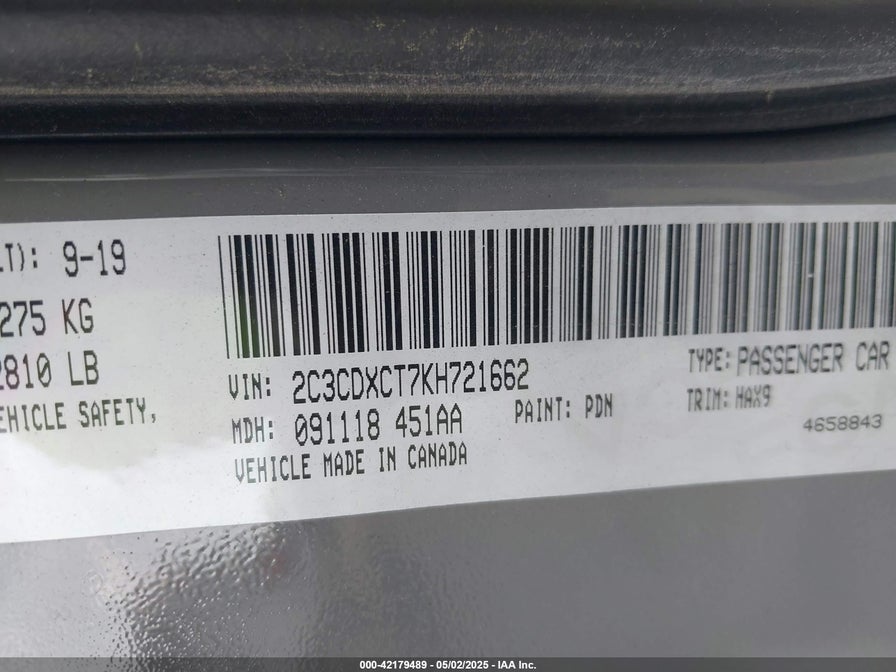 LT): 9-19
275 KG
2810 LB
EHICLE SAFETY,
VIN: 2C3CDXCT7KH721662
MDH: 091118 451AA
PAINT: PDN
VEHICLE MADE IN CANADA
TYPE: PASSENGER CAR
TRIM: HAX9
4658843
000-42179489 - 05/02/2025 - IAA Inc.